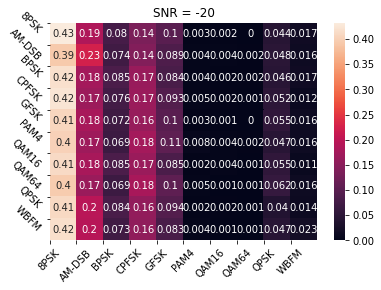 SNR = -20
8PSK 0.43 0.19 0.08 0.14 0.1 0.003 0.002 0 0.044 0.017
AM-DSB 0.39 0.23 0.074 0.14 0.089 0.004 0.004 0.002 0.048 0.016
BPSK 0.42 0.18 0.085 0.17 0.084 0.004 0.002 0.002 0.046 0.017
CPFSK 0.42 0.17 0.076 0.17 0.093 0.005 0.002 0.001 0.052 0.012
GFSK 0.41 0.18 0.072 0.16 0.1 0.003 0.001 0 0.055 0.016
PAM4 0.4 0.17 0.069 0.18 0.11 0.008 0.004 0.002 0.047 0.016
QAM16 0.41 0.18 0.085 0.17 0.085 0.002 0.004 0.001 0.055 0.011
QAM64 0.4 0.17 0.069 0.18 0.1 0.005 0.001 0.001 0.062 0.016
QPSK 0.41 0.2 0.084 0.16 0.094 0.002 0.002 0.001 0.04 0.014
WBFM 0.42 0.2 0.073 0.16 0.083 0.004 0.001 0.001 0.047 0.023
8PSK AM-DSB BPSK CPFSK GFSK PAM4 QAM16 QAM64 QPSK WBFM
0.40
0.35
0.30
0.25
0.20
0.15
0.10
0.05
0.00